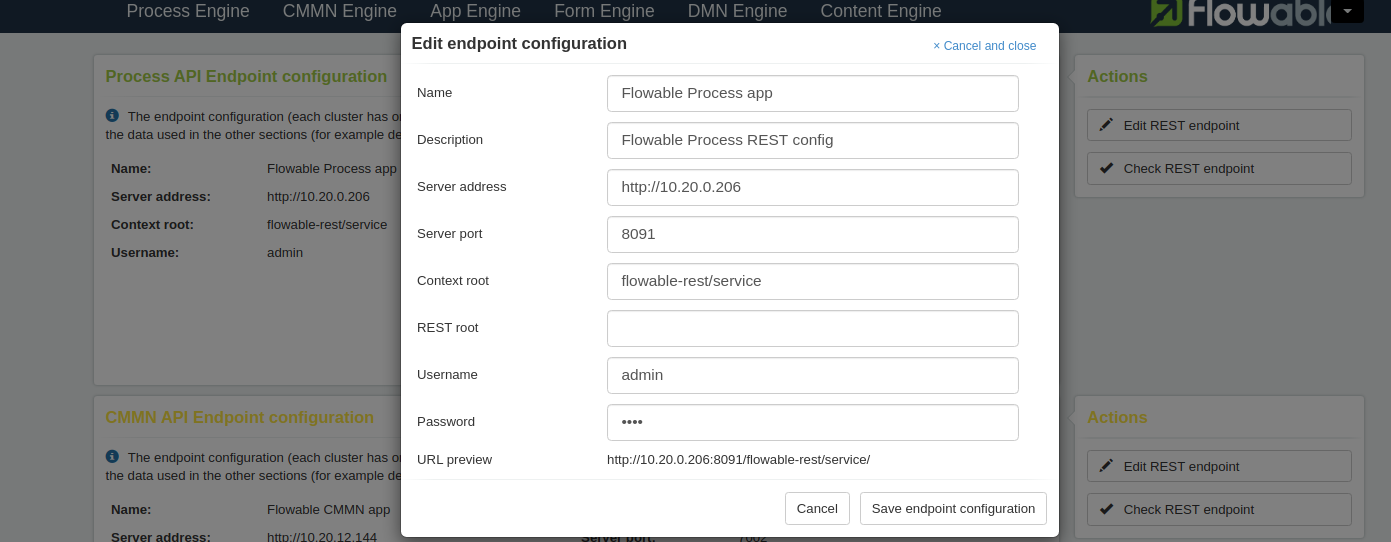 Process Engine CMMN Engine App Engine Form Engine DMN Engine Content Engine flowable
Edit endpoint configuration
× Cancel and close
Name Flowable Process app
Description Flowable Process REST config
Server address http://10.20.0.206
Server port 8091
Context root flowable-rest/service
REST root
Username admin
Password ••••
URL preview http://10.20.0.206:8091/flowable-rest/service/
Cancel Save endpoint configuration
Process API Endpoint configuration
The endpoint configuration (each cluster has
the data used in the other sections (for example
Name: Flowable Process app
Server address: http://10.20.0.206
Context root: flowable-rest/service
Username: admin
Actions
Edit REST endpoint
Check REST endpoint
CMMN API Endpoint configuration
The endpoint configuration (each cluster has
the data used in the other sections (for example
Name: Flowable CMMN app
Server address: http://10.20.12.144 Server port: 7002
Actions
Edit REST endpoint
Check REST endpoint